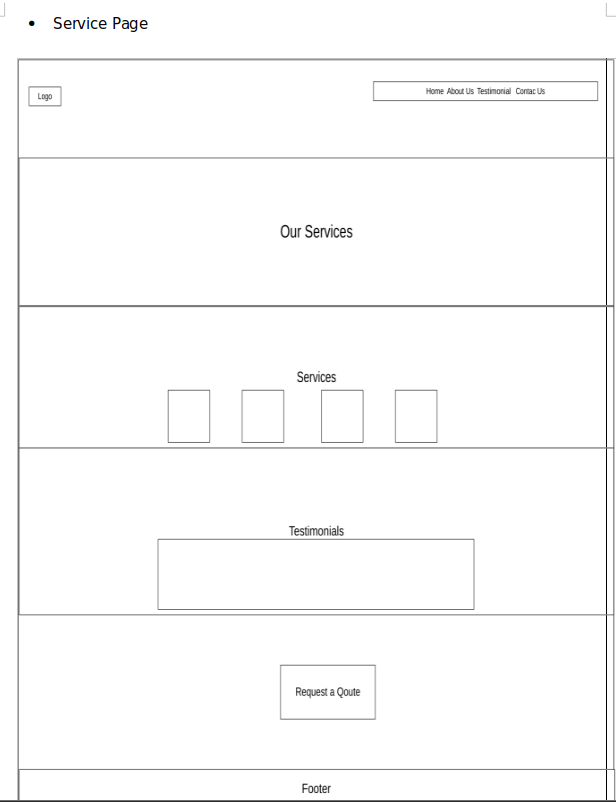 • Service Page
Logo
Home About Us Testimonial Contac Us
Our Services
Services
Testimonials
Request a Qoute
Footer